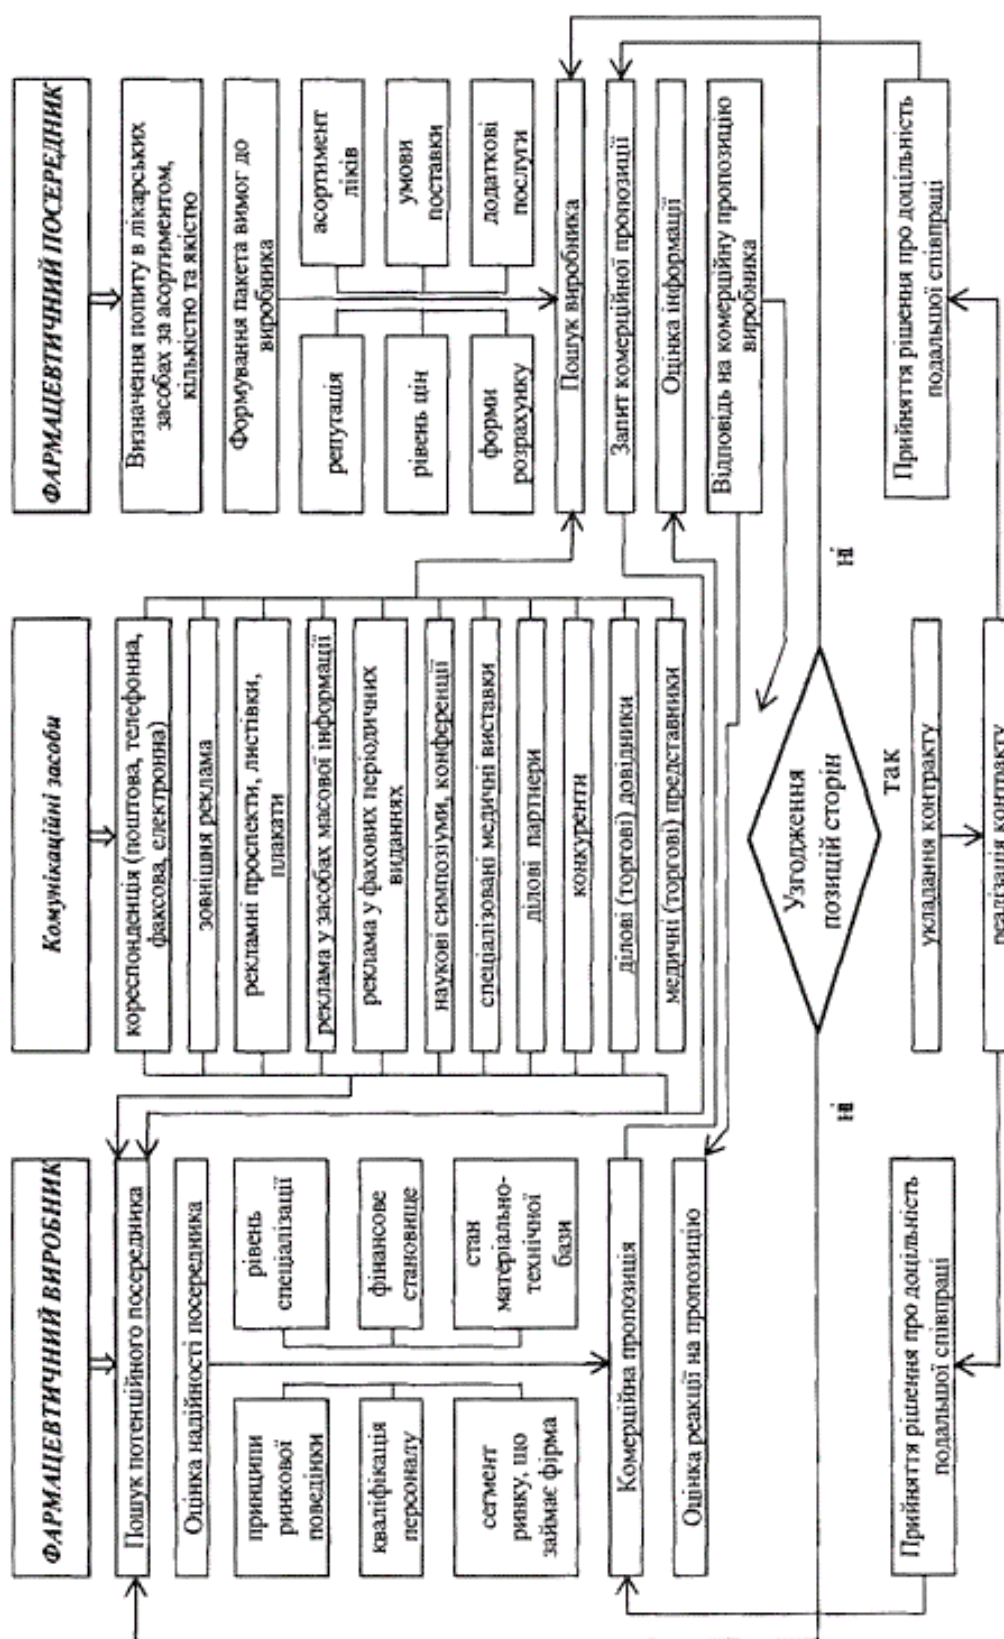 ФАРМАЦЕВТИЧНИЙ ВИРОБНИК
Пошук потенційного посередника
Оцінка надійності посередника
принципи
ринкової
поведінки
рівень
спеціалізації
кваліфікація
персоналу
фінансове
становище
сегмент
ринку, що
займає фірма
стан
матеріально-
технічної
бази
Комерційна пропозиція
Оцінка реакції на пропозицію
Прийняття рішення про доцільність
подальшої співпраці
Комунікаційні засоби
кореспонденція (поштова, телефонна,
факсова, електронна)
зовнішня реклама
рекламні проспекти, листівки,
плакати
реклама у засобах масової інформації
реклама у фахових періодичних
виданнях
наукові симпозіуми, конференції
спеціалізовані медичні виставки
ділові партнери
конкуренти
ділові (торгові) довідники
медичні (торгові) представники
Узгодження
позицій сторін
ні
ні
так
укладання контракту
реалізація контракту
ФАРМАЦЕВТИЧНИЙ ПОСЕРЕДНИК
Визначення попиту в лікарських
засобах за асортиментом,
кількістю та якістю
Формування пакета вимог до
виробника
репутація
асортимент
ліків
рівень цін
умови
поставки
форми
розрахунку
додаткові
послуги
Пошук виробника
Запит комерційної пропозиції
Оцінка інформації
Відповідь на комерційну пропозицію
виробника
Прийняття рішення про доцільність
подальшої співпраці